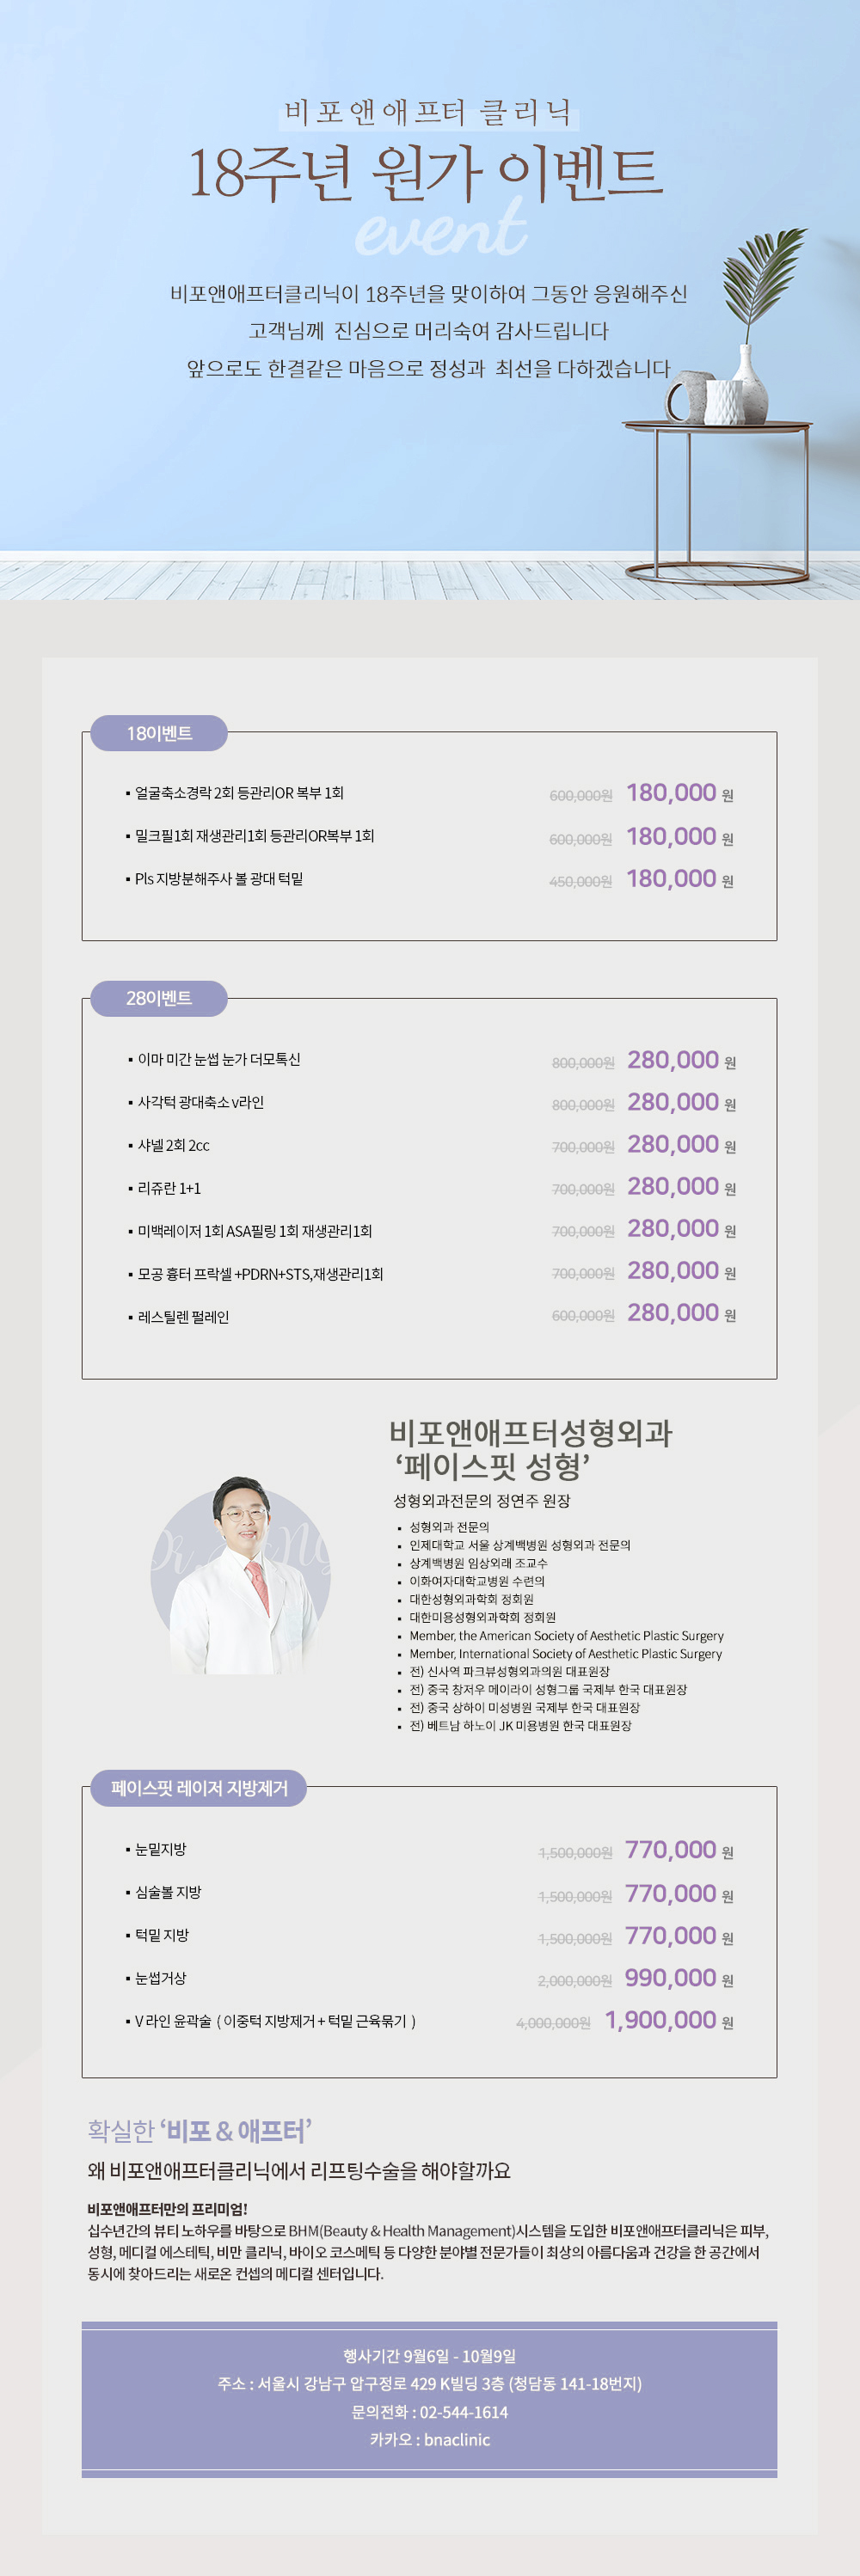 비포앤애프터 클리닉
18주년 원가 이벤트
event
비포앤애프터클리닉이 18주년을 맞이하여 그동안 응원해주신
고객님께 진심으로 머리숙여 감사드립니다
앞으로도 한결같은 마음으로 정성과 최선을 다하겠습니다
18이벤트
▪ 얼굴축소경락 2회 등관리OR 복부 1회 600,000원 180,000 원
▪ 밀크필1회 재생관리1회 등관리OR복부 1회 600,000원 180,000 원
▪ Pls 지방분해주사 볼 광대 턱밑 450,000원 180,000 원
28이벤트
▪ 이마 미간 눈썹 눈가 더모톡신 800,000원 280,000 원
▪ 사각턱 광대축소 v라인 800,000원 280,000 원
▪ 샤넬 2회 2cc 700,000원 280,000 원
▪ 리쥬란 1+1 700,000원 280,000 원
▪ 미백레이저 1회 ASA필링 1회 재생관리1회 700,000원 280,000 원
▪ 모공 흉터 프락셀 +PDRN+STS,재생관리1회 700,000원 280,000 원
▪ 레스틸렌 펄레인 600,000원 280,000 원
비포앤애프터성형외과
‘페이스핏 성형’
성형외과전문의 정연주 원장
▪ 성형외과 전문의
▪ 인제대학교 서울 상계백병원 성형외과 전문의
▪ 상계백병원 임상외래 조교수
▪ 이화여자대학교병원 수련의
▪ 대한성형외과학회 정회원
▪ 대한미용성형외과학회 정회원
▪ Member, the American Society of Aesthetic Plastic Surgery
▪ Member, International Society of Aesthetic Plastic Surgery
▪ 전) 신사역 파크뷰성형외과의원 대표원장
▪ 전) 중국 창저우 메이라이 성형그룹 국제부 한국 대표원장
▪ 전) 중국 상하이 미성병원 국제부 한국 대표원장
▪ 전) 베트남 하노이 JK 미용병원 한국 대표원장
페이스핏 레이저 지방제거
▪ 눈밑지방 1,500,000원 770,000 원
▪ 심술볼 지방 1,500,000원 770,000 원
▪ 턱밑 지방 1,500,000원 770,000 원
▪ 눈썹거상 2,000,000원 990,000 원
▪ V 라인 윤곽술 ( 이중턱 지방제거 + 턱밑 근육묶기 ) 4,000,000원 1,900,000 원
확실한 ‘비포 & 애프터’
왜 비포앤애프터클리닉에서 리프팅수술을 해야할까요
비포앤애프터만의 프리미엄!
십수년간의 뷰티 노하우를 바탕으로 BHM(Beauty & Health Management)시스템을 도입한 비포앤애프터클리닉은 피부,
성형, 메디컬 에스테틱, 비만 클리닉, 바이오 코스메틱 등 다양한 분야별 전문가들이 최상의 아름다움과 건강을 한 공간에서
동시에 찾아드리는 새로온 컨셉의 메디컬 센터입니다.
행사기간 9월6일 - 10월9일
주소 : 서울시 강남구 압구정로 429 K빌딩 3층 (청담동 141-18번지)
문의전화 : 02-544-1614
카카오 : bnaclinic